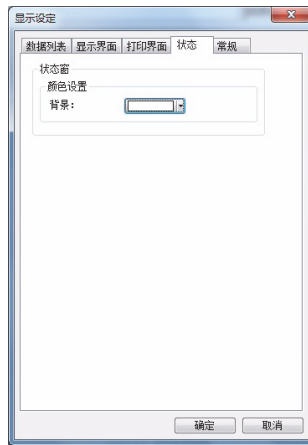 显示设定
数据列表 显示界面 打印界面 状态 常规
状态窗
颜色设置
背景：
确定 取消